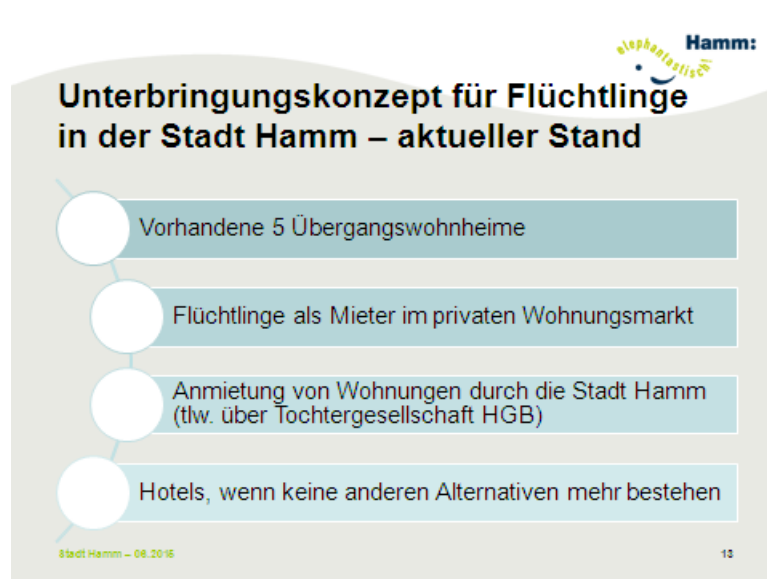 elephantastisch!
Hamm:
Unterbringungskonzept für Flüchtlinge
in der Stadt Hamm – aktueller Stand
Vorhandene 5 Übergangswohnheime
Flüchtlinge als Mieter im privaten Wohnungsmarkt
Anmietung von Wohnungen durch die Stadt Hamm
(tlw. über Tochtergesellschaft HGB)
Hotels, wenn keine anderen Alternativen mehr bestehen
Stadt Hamm –
13